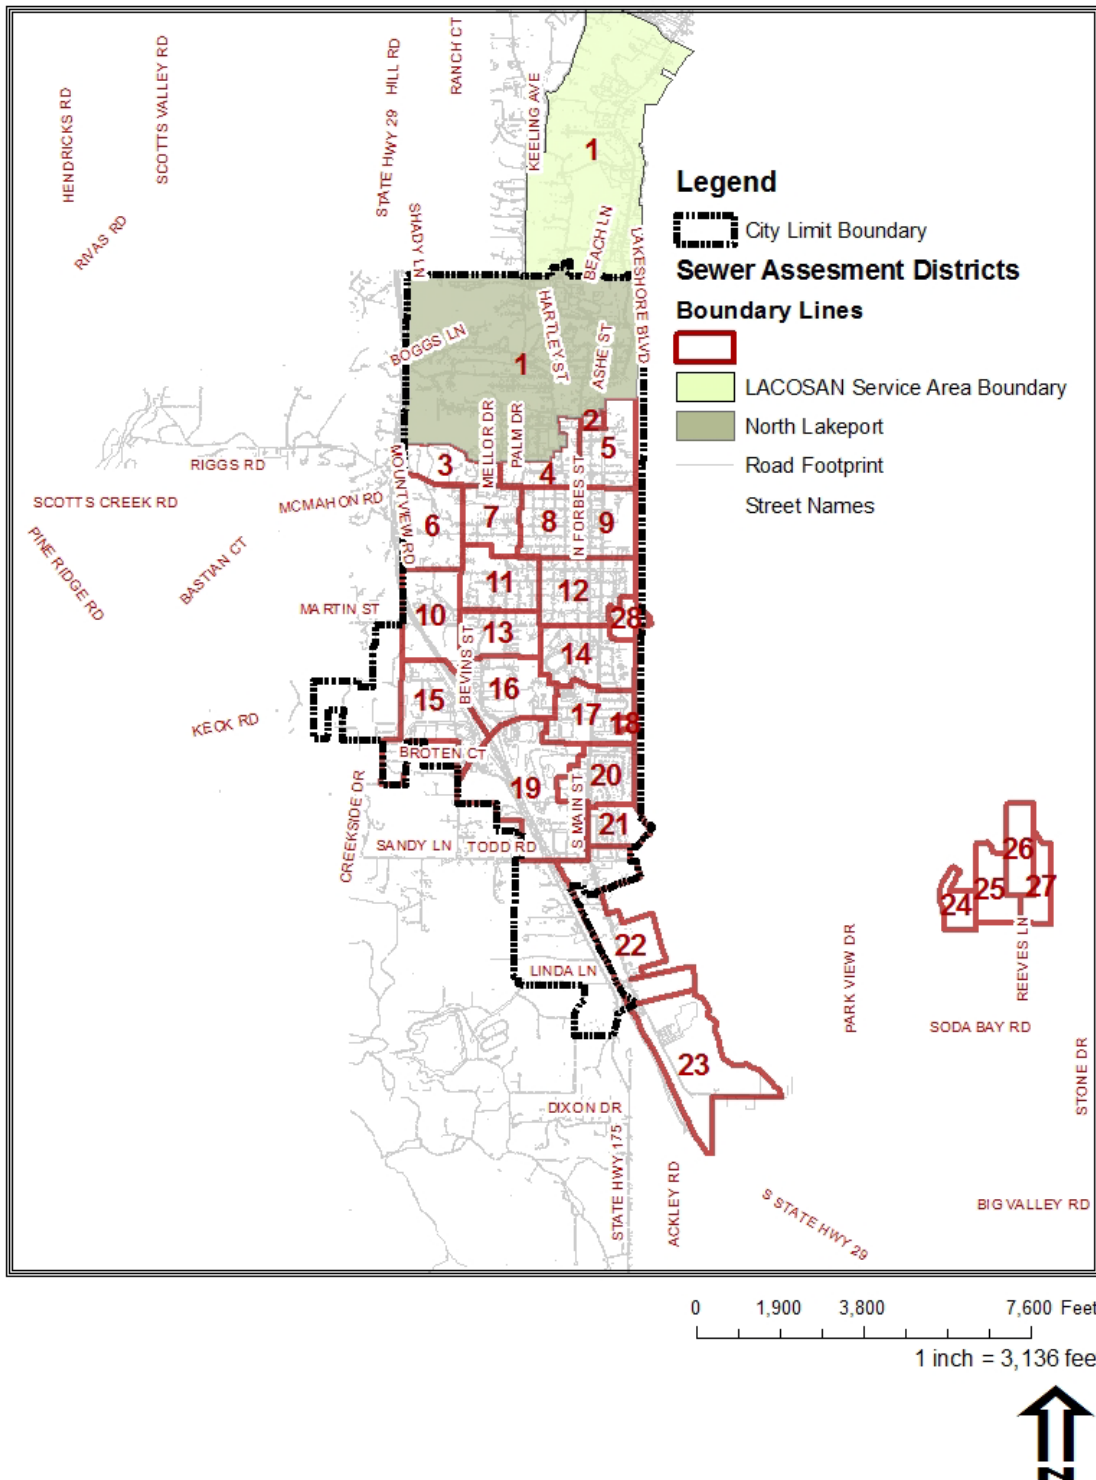 HENDRICKS RD
SCOTTS VALLEY RD
STATE HWY 29
HILL RD
RANCH CT
KEELING AVE
1
RIVAS RD
SHADY LN
BEACH LN
LAKESHORE BLVD
Legend
City Limit Boundary
Sewer Assesment Districts
Boundary Lines
LACOSAN Service Area Boundary
North Lakeport
Road Footprint
Street Names
BOGGS LN
HARTLEY ST
ASHE ST
1
MELLOR DR
PALM DR
2
5
RIGGS RD
MOUNTVIEW RD
3
4
N FORBES ST
SCOTTS CREEK RD
MCMAHON RD
6
7
8
9
PINE RIDGE RD
BASTIAN CT
11
12
MARTIN ST
10
13
28
BEVINS ST
14
15
16
17
18
KECK RD
BROTEN CT
CREEKSIDE DR
19
20
S MAIN ST
21
SANDY LN
TODD RD
26
25
27
24
22
REEVES LN
PARK VIEW DR
LINDA LN
SODA BAY RD
23
STONE DR
DIXON DR
STATE HWY 175
ACKLEY RD
S STATE HWY 29
BIG VALLEY RD
0 1,900 3,800 7,600 Feet
1 inch = 3,136 fee
N